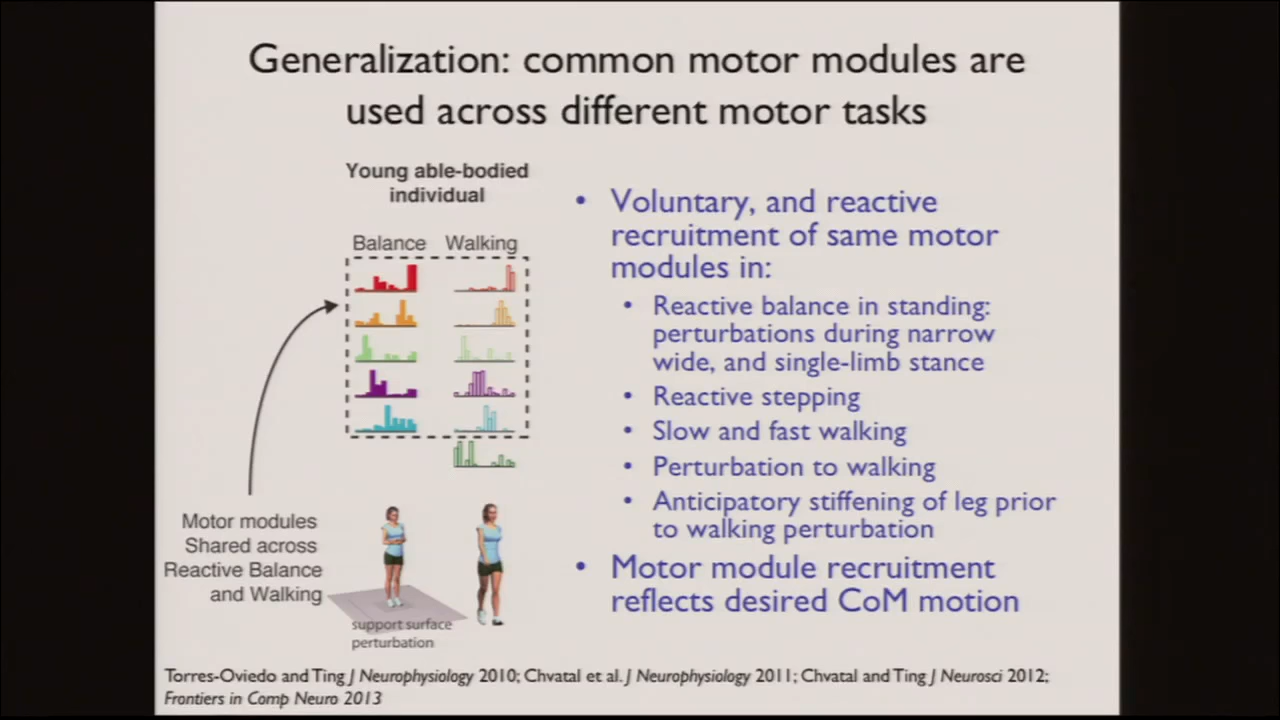 Generalization: common motor modules are
used across different motor tasks
Young able-bodied
individual
Balance Walking
Motor modules
Shared across
Reactive Balance
and Walking
support surface
perturbation
• Voluntary, and reactive
recruitment of same motor
modules in:
• Reactive balance in standing:
perturbations during narrow
wide, and single-limb stance
• Reactive stepping
• Slow and fast walking
• Perturbation to walking
• Anticipatory stiffening of leg prior
to walking perturbation
• Motor module recruitment
reflects desired CoM motion
Torres-Oviedo and Ting J Neurophysiology 2010; Chvatal et al. J Neurophysiology 2011; Chvatal and Ting J Neurosci 2012;
Frontiers in Comp Neuro 2013